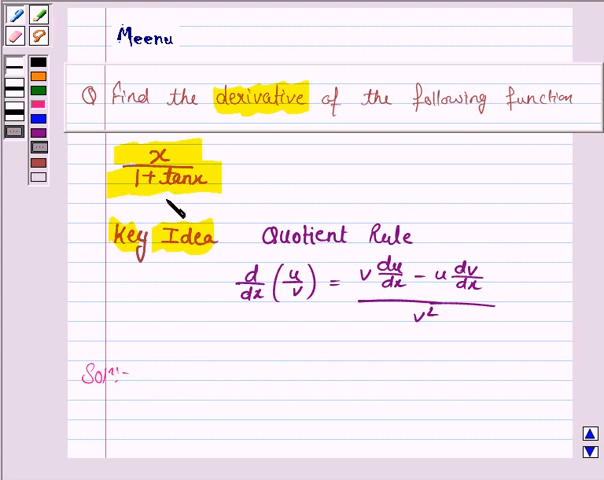 Meenu
Q Find the derivative of the following function
x / 1 + tanx
Key Idea Quotient Rule
d/dx (u/v) = (v du/dx - u dv/dx) / v²
Solⁿ:-